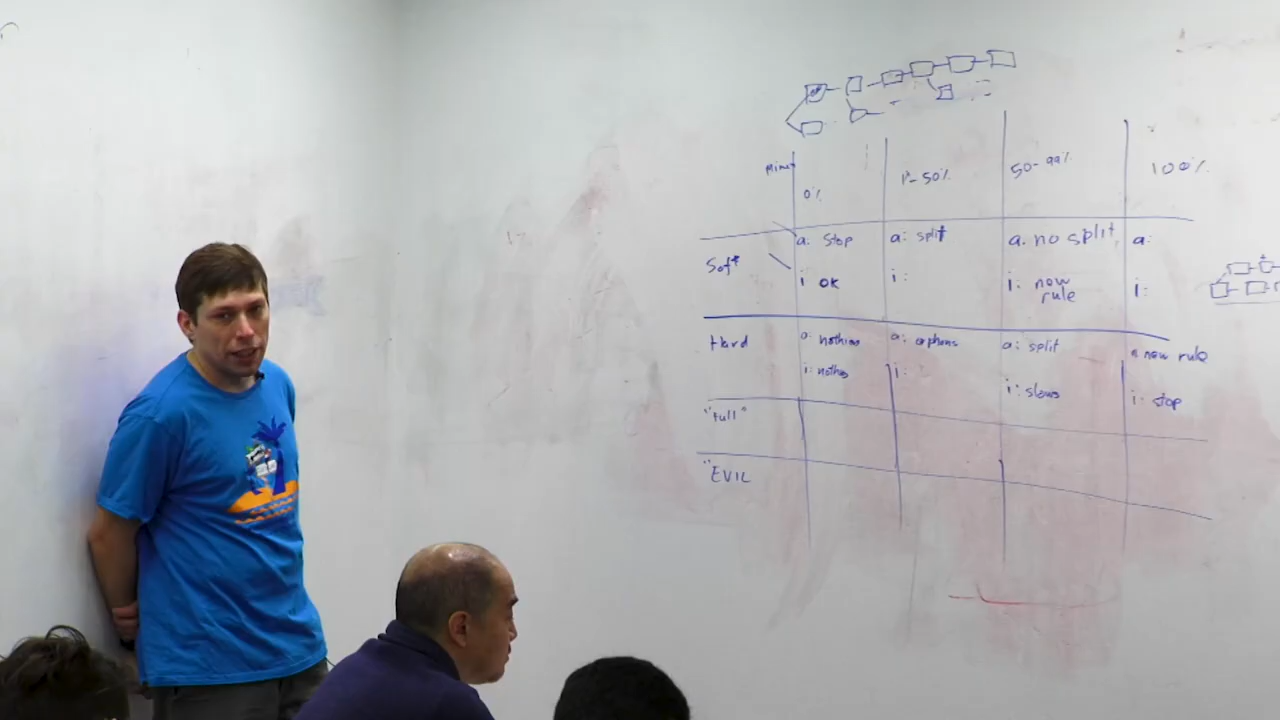 miner 0% 1-50% 50-99% 100%
Soft a: stop a: split a: no split a:
i ok i: i: now rule i:
Hard a: nothing a: orphans a: split a new rule
i: nothing i: i: slows i: stop
"Full"
"EVIL